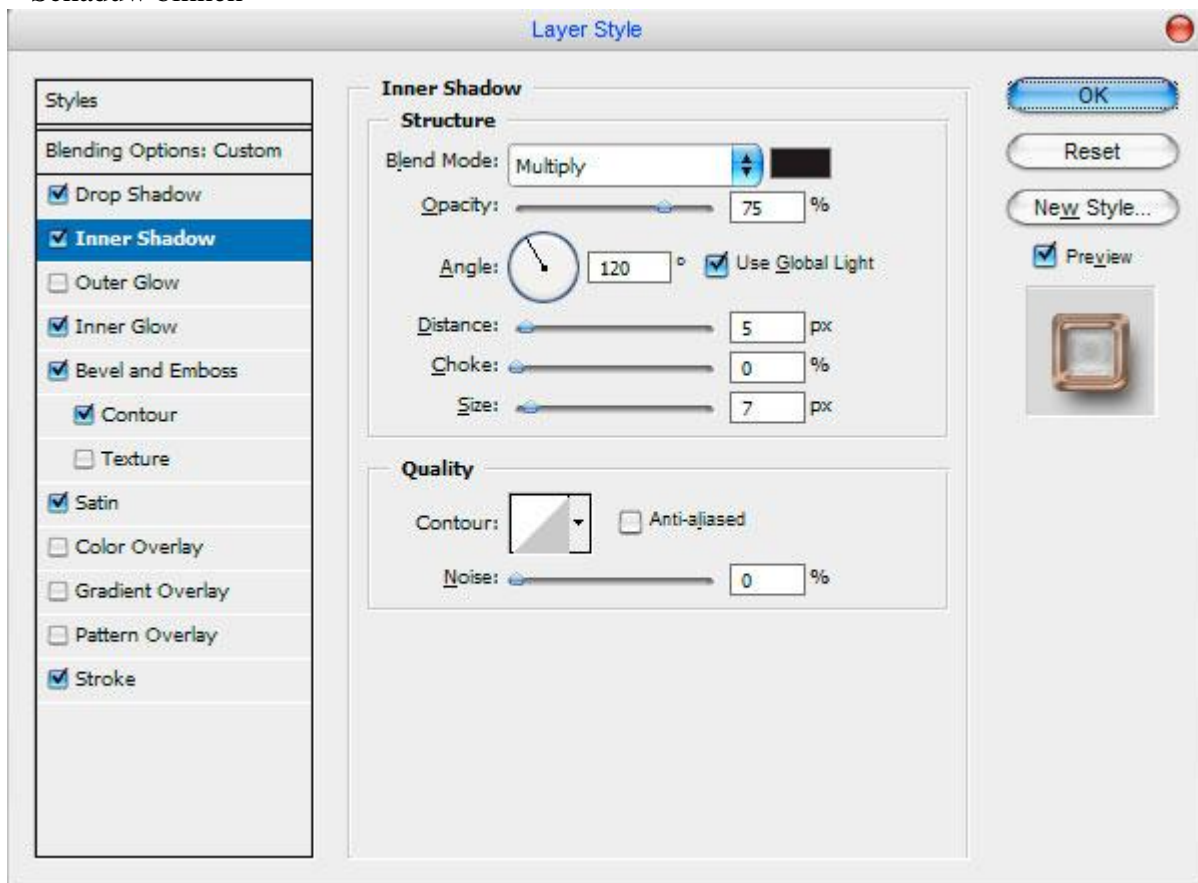 Layer Style
Styles
Blending Options: Custom
Drop Shadow
Inner Shadow
Outer Glow
Inner Glow
Bevel and Emboss
Contour
Texture
Satin
Color Overlay
Gradient Overlay
Pattern Overlay
Stroke
Inner Shadow
Structure
Blend Mode: Multiply
Opacity: 75 %
Angle: 120 ° Use Global Light
Distance: 5 px
Choke: 0 %
Size: 7 px
Quality
Contour: Anti-aliased
Noise: 0 %
OK
Reset
New Style...
Preview